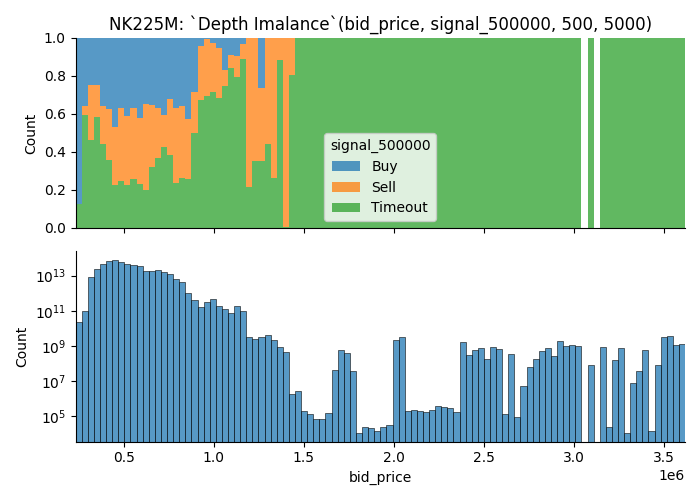 NK225M: `Depth Imalance`(bid_price, signal_500000, 500, 5000)
1.0
0.8
0.6
0.4
0.2
0.0
Count
signal_500000
Buy
Sell
Timeout
10^13
10^11
10^9
10^7
10^5
Count
0.5 1.0 1.5 2.0 2.5 3.0 3.5
1e6
bid_price